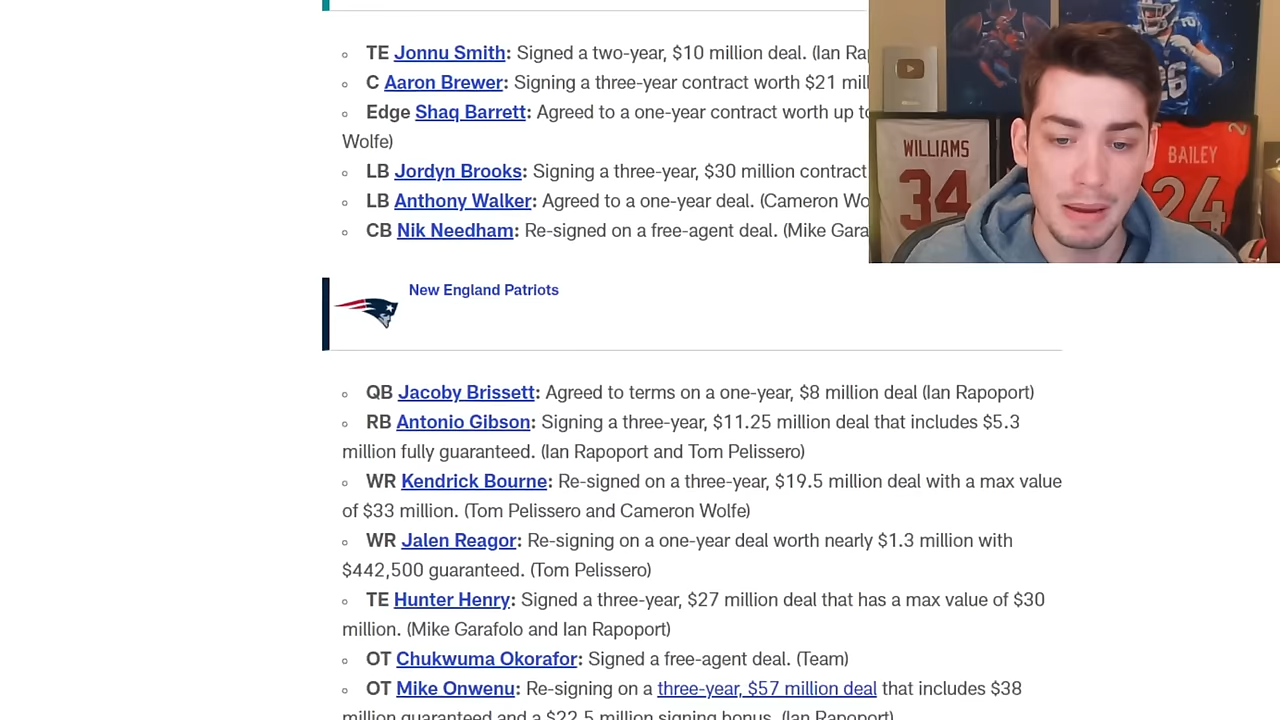 TE Jonnu Smith: Signed a two-year, $10 million deal. (Ian
C Aaron Brewer: Signing a three-year contract worth $21
Edge Shaq Barrett: Agreed to a one-year contract worth up
Wolfe)
LB Jordyn Brooks: Signing a three-year, $30 million contract
LB Anthony Walker: Agreed to a one-year deal. (Cameron
CB Nik Needham: Re-signed on a free-agent deal. (Mike
WILLIAMS
34
26
BAILEY
24
New England Patriots
QB Jacoby Brissett: Agreed to terms on a one-year, $8 million deal (Ian Rapoport)
RB Antonio Gibson: Signing a three-year, $11.25 million deal that includes $5.3
million fully guaranteed. (Ian Rapoport and Tom Pelissero)
WR Kendrick Bourne: Re-signed on a three-year, $19.5 million deal with a max value
of $33 million. (Tom Pelissero and Cameron Wolfe)
WR Jalen Reagor: Re-signing on a one-year deal worth nearly $1.3 million with
$442,500 guaranteed. (Tom Pelissero)
TE Hunter Henry: Signed a three-year, $27 million deal that has a max value of $30
million. (Mike Garafolo and Ian Rapoport)
OT Chukwuma Okorafor: Signed a free-agent deal. (Team)
OT Mike Onwenu: Re-signing on a three-year, $57 million deal that includes $38
million guaranteed and a $22.5 million signing bonus. (Ian Rapoport)